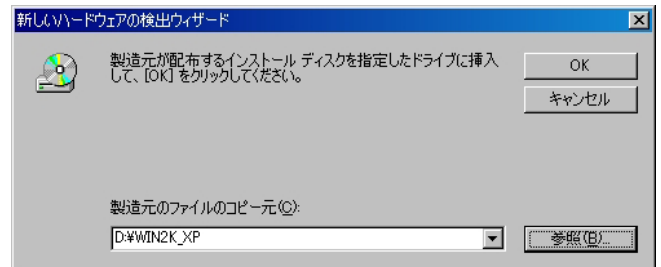 新しいハードウェアの検出ウィザード
製造元が配布するインストール ディスクを指定したドライブに挿入
して、[OK] をクリックしてください。
OK
キャンセル
製造元のファイルのコピー元(C):
D:¥WIN2K_XP
参照(B)...